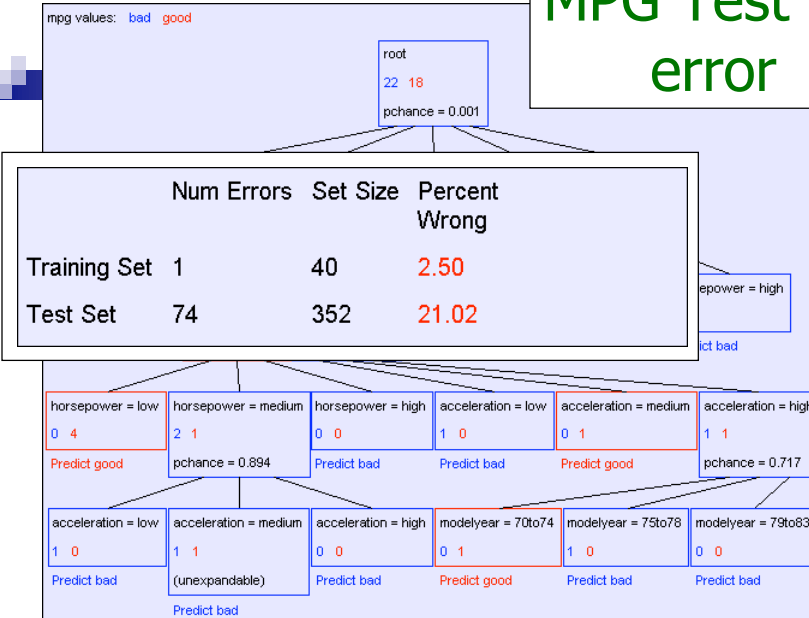 MPG Test
error
mpg values: bad good
root
22 18
pchance = 0.001
Num Errors Set Size Percent
Wrong
Training Set 1 40 2.50
Test Set 74 352 21.02
epower = high
ict bad
horsepower = low horsepower = medium horsepower = high acceleration = low acceleration = medium acceleration = high
0 4 2 1 0 0 1 0 0 1 1 1
Predict good pchance = 0.894 Predict bad Predict bad Predict good pchance = 0.717
acceleration = low acceleration = medium acceleration = high modelyear = 70to74 modelyear = 75to78 modelyear = 79to83
1 0 1 1 0 0 0 1 1 0 0 0
Predict bad (unexpandable) Predict bad Predict good Predict bad Predict bad
Predict bad